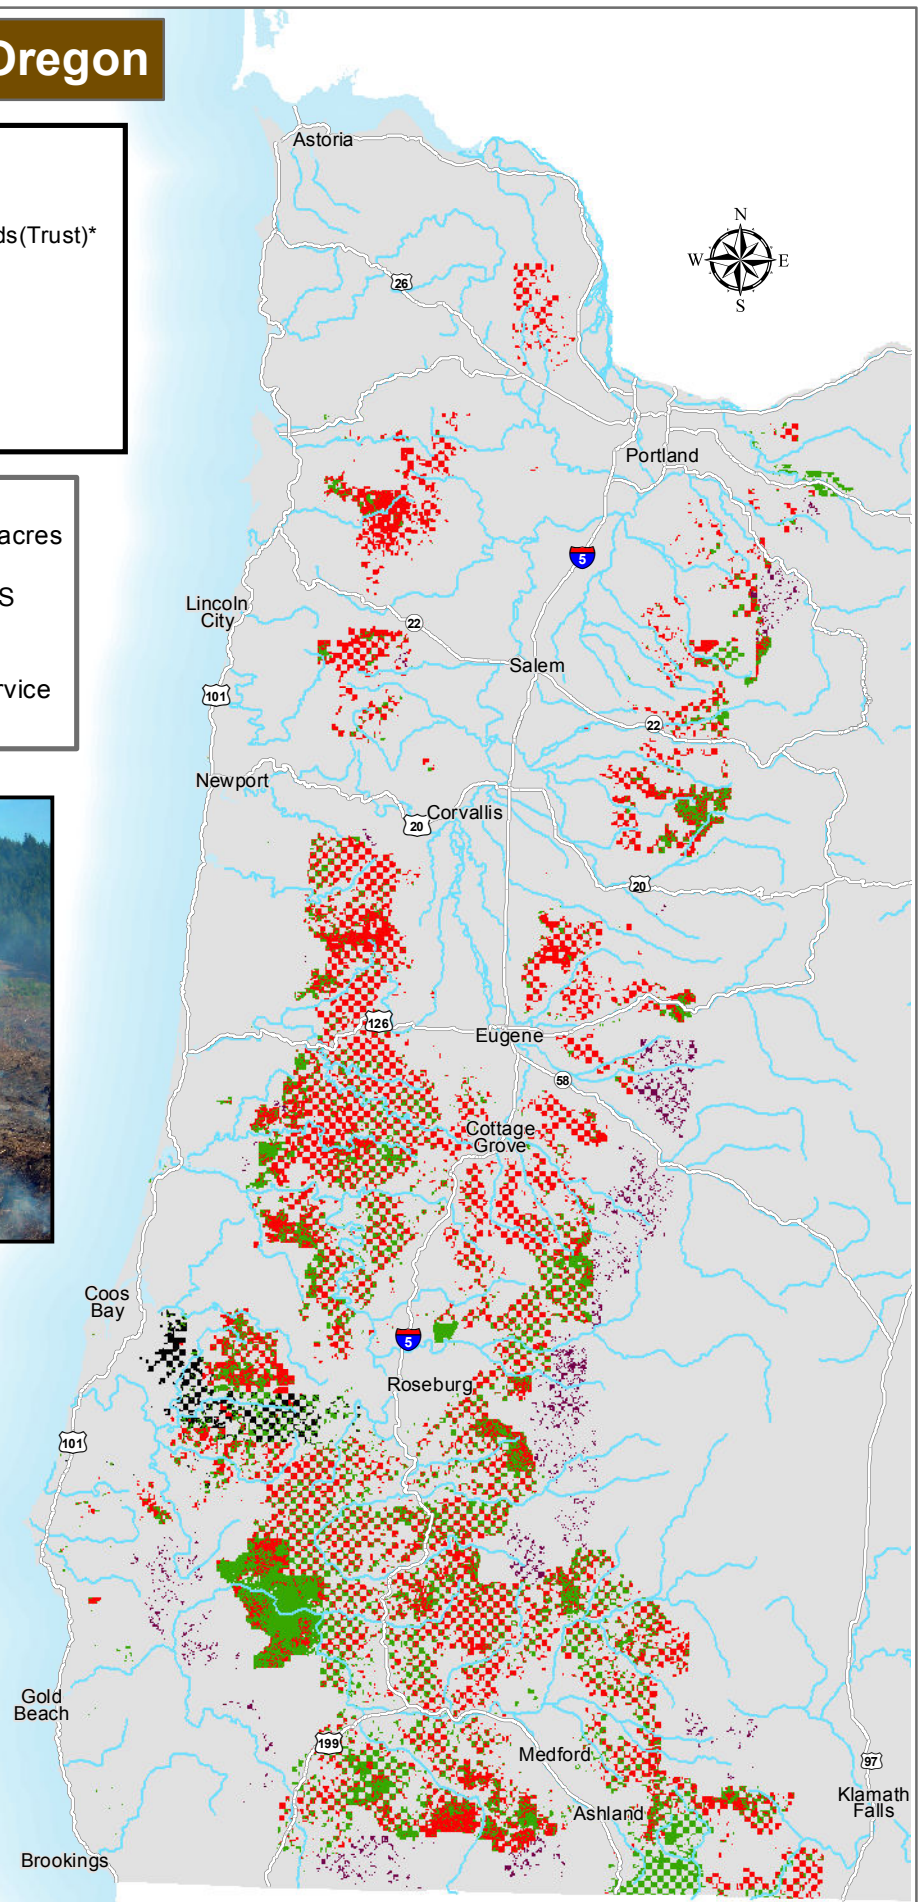 Oregon
ds(Trust)*
acres
S
rvice
Astoria
N
W
E
S
26
Portland
5
Lincoln
City
22
Salem
101
22
Newport
20
Corvallis
20
126
Eugene
58
Cottage
Grove
Coos
Bay
5
Roseburg
101
Gold
Beach
199
Medford
97
Klamath
Falls
Ashland
Brookings